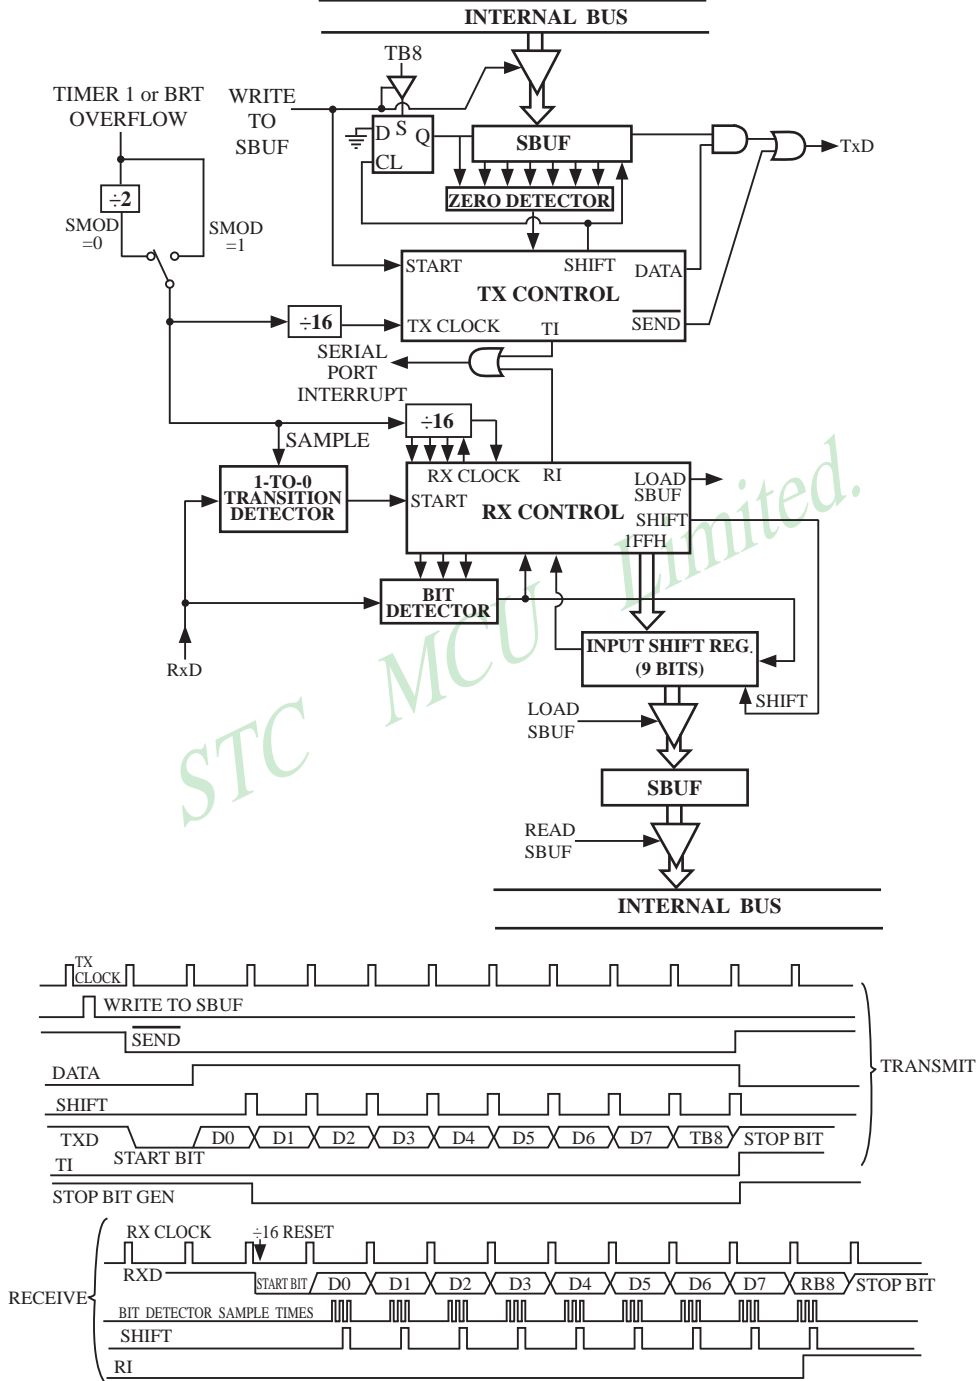 INTERNAL BUS
TB8
TIMER 1 or BRT
OVERFLOW
WRITE
TO
SBUF
D S Q
CL
SBUF
TxD
ZERO DETECTOR
÷2
SMOD
=0
SMOD
=1
START
SHIFT
DATA
TX CONTROL
÷16
TX CLOCK
TI
SEND
SERIAL
PORT
INTERRUPT
÷16
SAMPLE
1-TO-0
TRANSITION
DETECTOR
RX CLOCK
RI
LOAD
SBUF
START
RX CONTROL
SHIFT
1FFH
BIT
DETECTOR
RxD
INPUT SHIFT REG.
(9 BITS)
SHIFT
LOAD
SBUF
SBUF
READ
SBUF
INTERNAL BUS
STC MCU Limited.
TX
CLOCK
WRITE TO SBUF
SEND
DATA
TRANSMIT
SHIFT
TXD
START BIT
D0 D1 D2 D3 D4 D5 D6 D7 TB8 STOP BIT
TI
STOP BIT GEN
RX CLOCK
÷16 RESET
RXD
START BIT D0 D1 D2 D3 D4 D5 D6 D7 RB8 STOP BIT
RECEIVE
BIT DETECTOR SAMPLE TIMES
SHIFT
RI